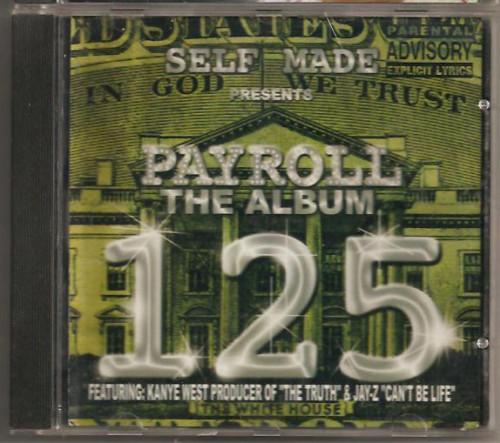 ED STATES
PARENTAL
ADVISORY
EXPLICIT LYRICS
SELF MADE
IN GOD WE TRUST
PRESENTS
PAYROLL
THE ALBUM
125
FEATURING: KANYE WEST PRODUCER OF "THE TRUTH" & JAY-Z "CAN'T BE LIFE"
THE WHITE HOUSE